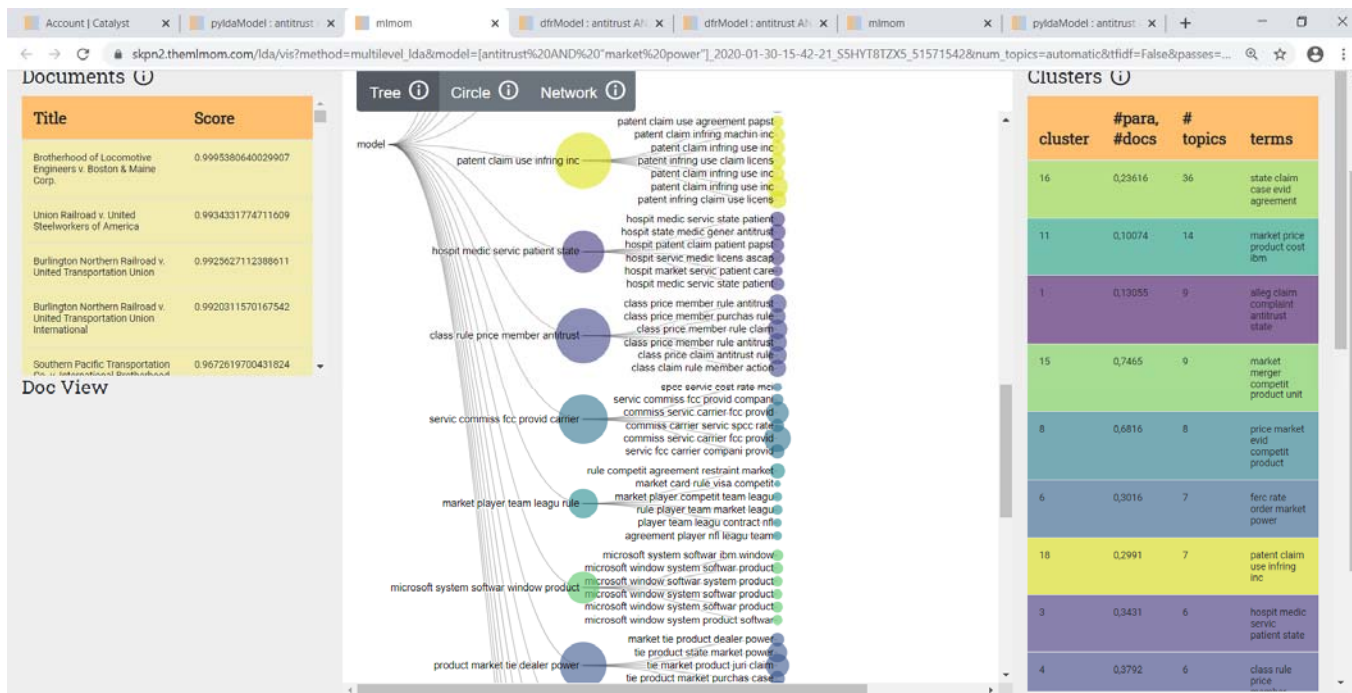 Account | Catalyst
pyldaModel : antitrust
mlmom
dfrModel : antitrust AN
dfrModel : antitrust AN
mlmom
pyldaModel : antitrust
skpn2.themlmom.com/lda/vis?method=multilevel_lda&model=[antitrust%20AND%20"market%20power"]_2020-01-30-15-42-21_S5HYT8TZX5_51571542&num_topics=automatic&tfidf=False&passes=...
Documents
Title Score
Brotherhood of Locomotive
Engineers v. Boston & Maine
Corp.
0.9995380640029907
Union Railroad v. United
Steelworkers of America
0.9934331774711609
Burlington Northern Railroad v.
United Transportation Union
0.9925627112388611
Burlington Northern Railroad v.
United Transportation Union
International
0.9920311570167542
Southern Pacific Transportation
Co. v. International Brotherhood
0.9672619700431824
Doc View
Tree Circle Network
model
patent claim use infring inc
patent claim use agreement papst
patent claim infring machin inc
patent claim infring use inc
patent infring use claim licens
patent claim infring use inc
patent claim infring use inc
patent claim infring use licens
hospit medic servic patient state
hospit medic servic state patient
hospit state medic gener antitrust
hospit patent claim patient papst
hospit servic medic licens ascap
hospit market servic patient care
hospit medic servic state patient
class rule price member antitrust
class price member rule antitrust
class price member purchas rule
class price member rule claim
class price member rule antitrust
class price claim antitrust rule
class claim rule member action
servic commiss fcc provid carrier
spcc servic cost rate mci
servic commiss fcc provid compani
commiss servic carrier fcc provid
commiss carrier servic spcc rate
commiss servic carrier fcc provid
servic fcc carrier compani provid
market player team leagu rule
rule competit agreement restraint market
market card rule visa competit
market player competit team leagu
rule player team market leagu
player team leagu contract nfl
agreement player nfl leagu team
microsoft system softwar window product
microsoft system softwar ibm window
microsoft window system softwar product
microsoft window softwar system product
microsoft window system softwar product
microsoft window system softwar product
microsoft window system product softwar
product market tie dealer power
market tie product dealer power
tie product state market power
tie market product juri claim
tie product market purchas case
Clusters
cluster #para, #docs # topics terms
16 0,23616 36 state claim
case evid
agreement
11 0,10074 14 market price
product cost
ibm
1 0,13055 9 alleg claim
complaint
antitrust
state
15 0,7465 9 market
merger
competit
product unit
8 0,6816 8 price market
evid
competit
product
6 0,3016 7 ferc rate
order market
power
18 0,2991 7 patent claim
use infring
inc
3 0,3431 6 hospit medic
servic
patient state
4 0,3792 6 class rule
price
member